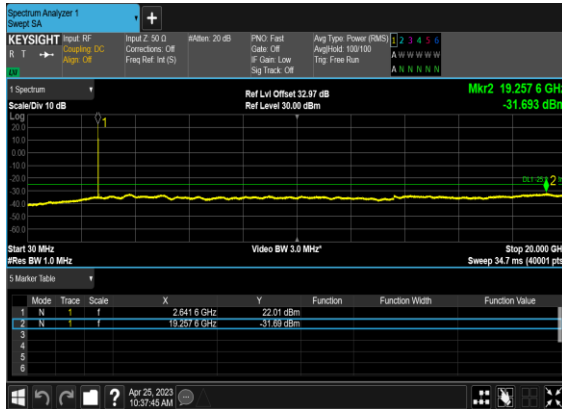 Spectrum Analyzer 1
Swept SA
KEYSIGHT Input: RF Input Z: 50 Ω #Atten: 20 dB PNO: Fast Avg Type: Power (RMS) 1 2 3 4 5 6
R T Coupling: DC Corrections: Off Gate: Off Avg|Hold: 100/100 A W W W W W
Align: Off Freq Ref: Int (S) IF Gain: Low Trig: Free Run
Sig Track: Off A N N N N N
1 Spectrum Ref Lvl Offset 32.97 dB Mkr2 19.257 6 GHz
Scale/Div 10 dB Ref Level 30.00 dBm -31.693 dBm
Log
20.0
10.0
0.00
-10.0
-20.0
-30.0
-40.0
-50.0
-60.0
1
2
Start 30 MHz Video BW 3.0 MHz* Stop 20.000 GH
#Res BW 1.0 MHz Sweep 34.7 ms (40001 pts
5 Marker Table
Mode Trace Scale X Y Function Function Width Function Value
1 N 1 f 2.641 6 GHz 22.01 dBm
2 N 1 f 19.257 6 GHz -31.69 dBm
3
4
5
6
? Apr 25, 2023
10:37:45 AM